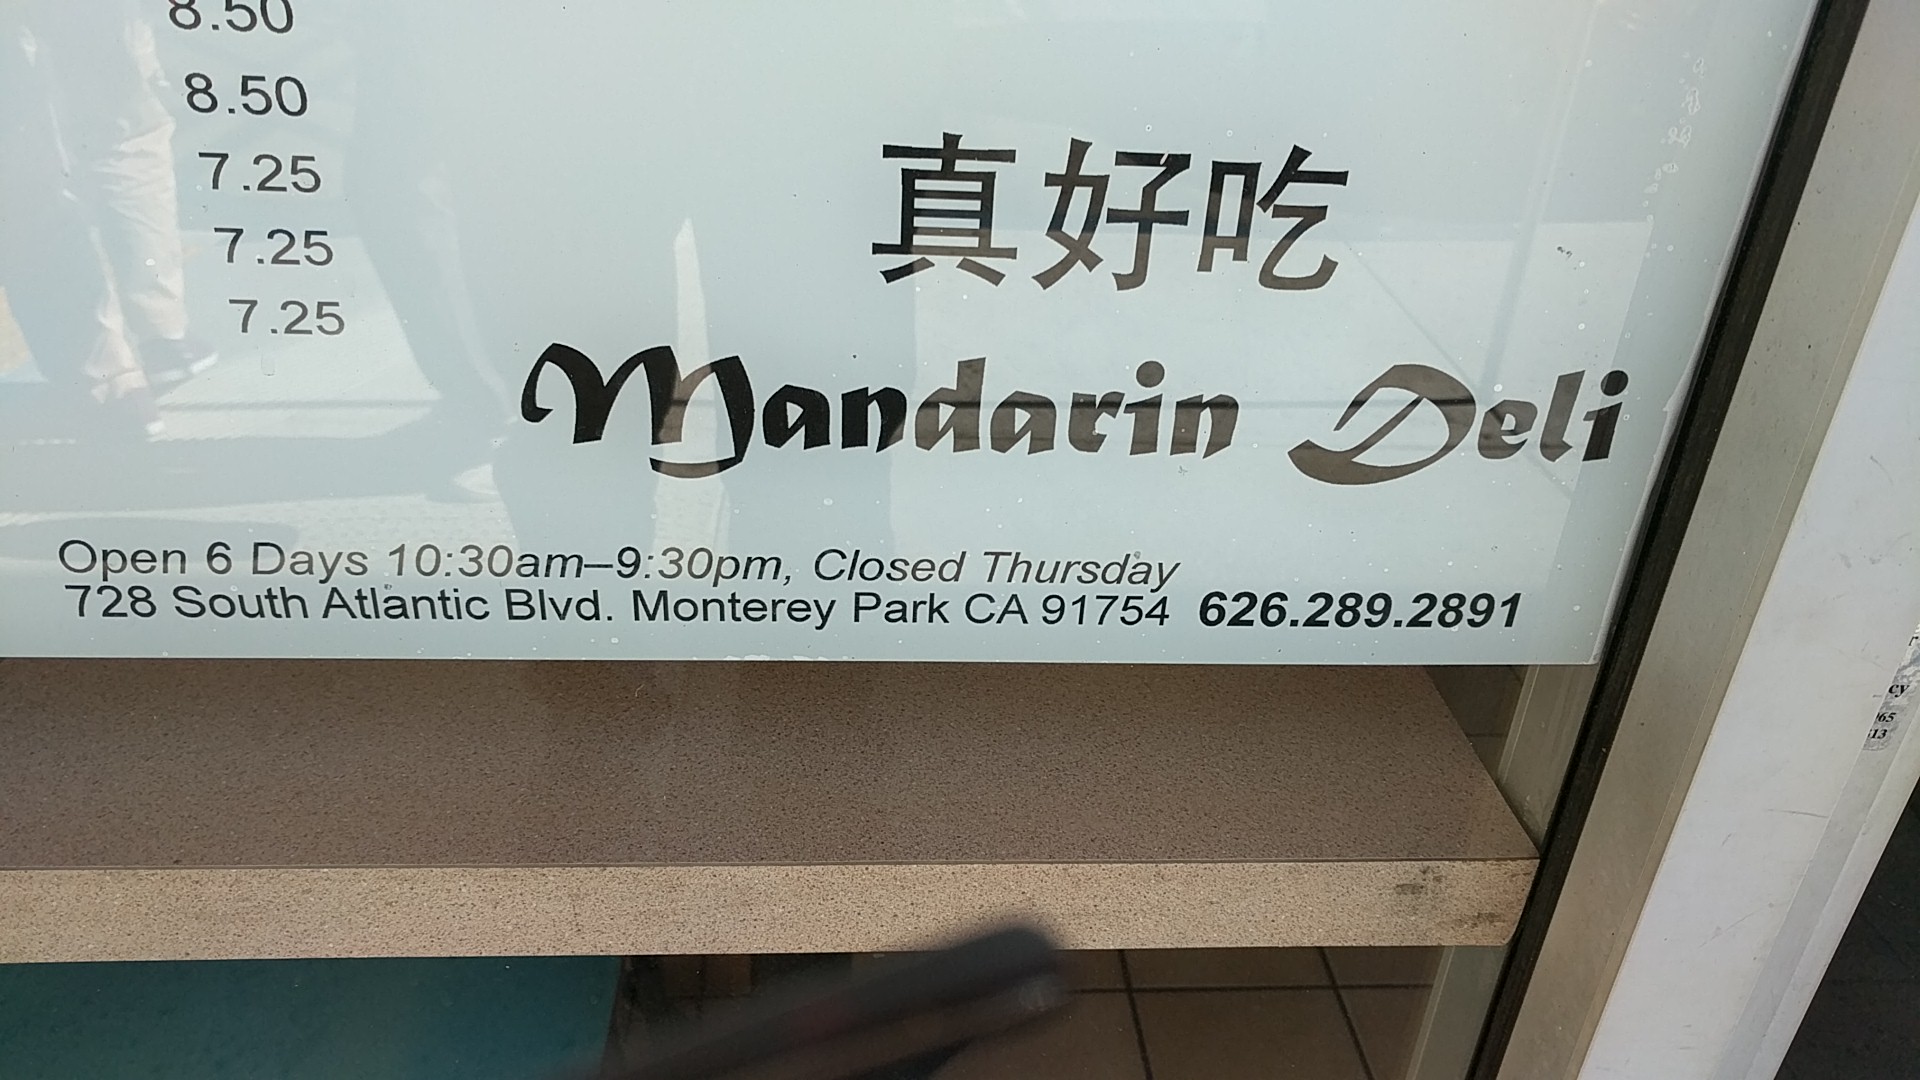 8.50
8.50
7.25
7.25
7.25
真好吃
Mandarin Deli
Open 6 Days 10:30am–9:30pm, Closed Thursday
728 South Atlantic Blvd. Monterey Park CA 91754 626.289.2891